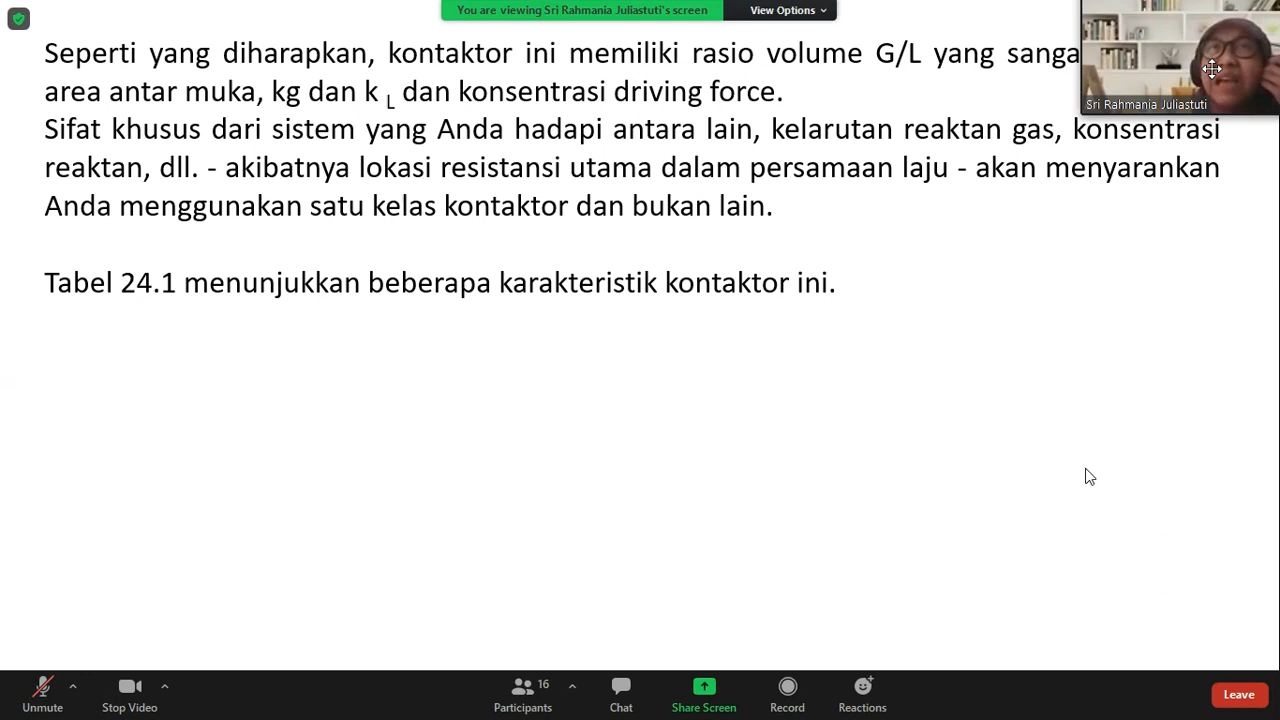 You are viewing Sri Rahmania Juliastuti's screen
View Options
Seperti yang diharapkan, kontaktor ini memiliki rasio volume G/L yang
area antar muka, kg dan k L dan konsentrasi driving force.
Sifat khusus dari sistem yang Anda hadapi antara lain, kelarutan reaktan gas, konsentrasi
reaktan, dll. - akibatnya lokasi resistansi utama dalam persamaan laju - akan menyarankan
Anda menggunakan satu kelas kontaktor dan bukan lain.
Tabel 24.1 menunjukkan beberapa karakteristik kontaktor ini.
Sri Rahmania Juliastuti
Unmute
Stop Video
16
Participants
Chat
Share Screen
Record
Reactions
Leave